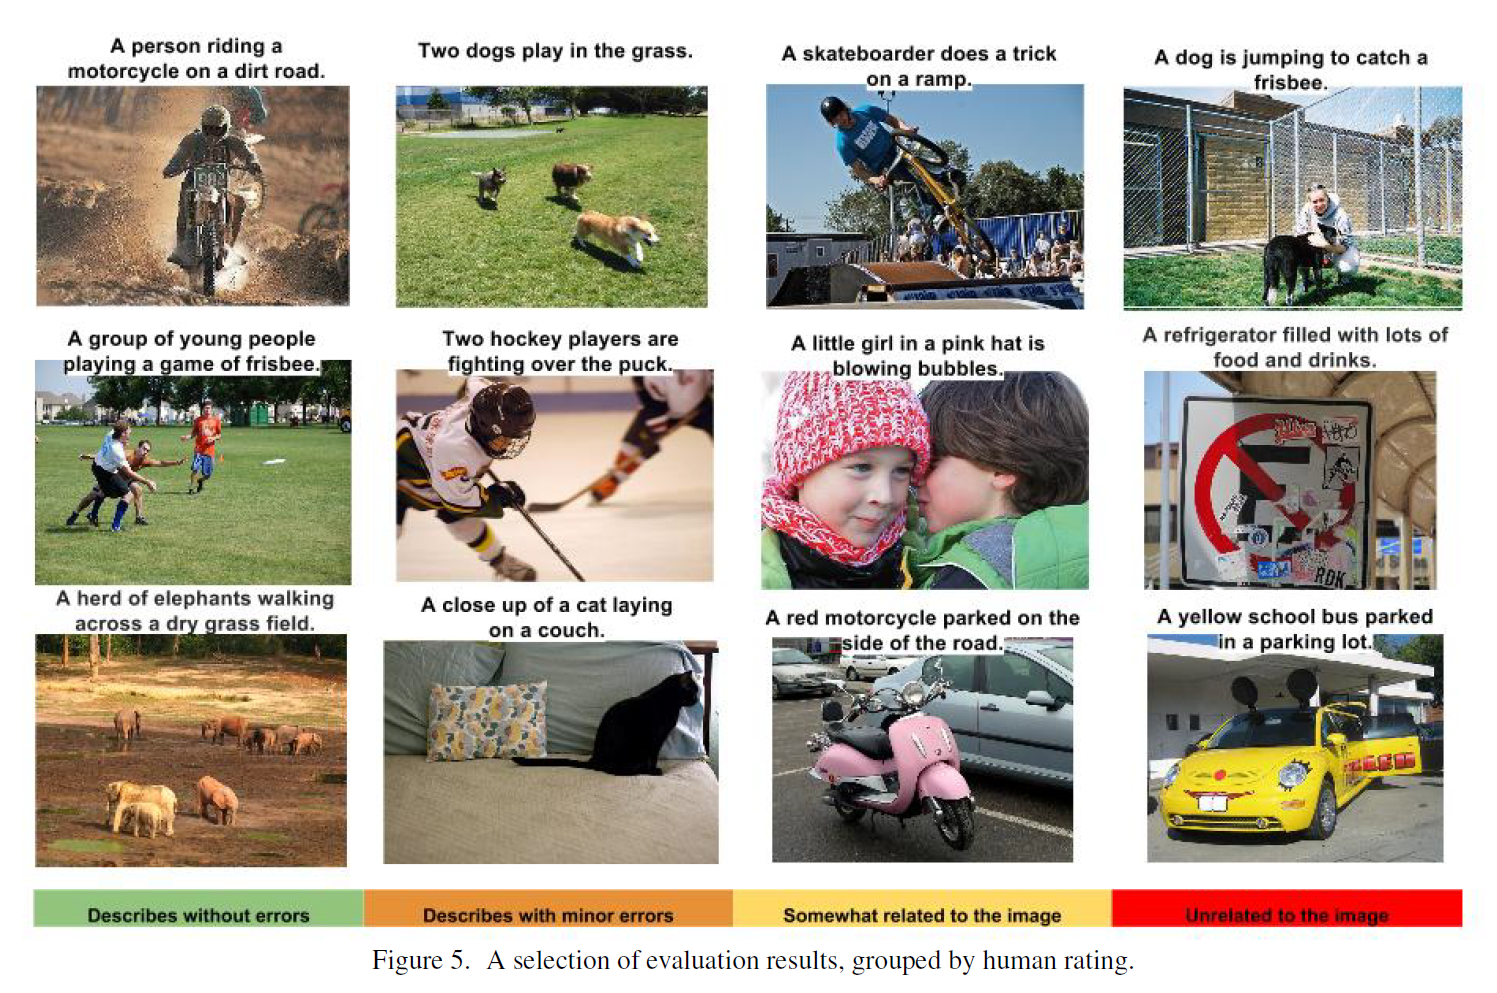 A person riding a
motorcycle on a dirt road.
Two dogs play in the grass.
A skateboarder does a trick
on a ramp.
A dog is jumping to catch a
frisbee.
A group of young people
playing a game of frisbee.
Two hockey players are
fighting over the puck.
A little girl in a pink hat is
blowing bubbles.
A refrigerator filled with lots of
food and drinks.
RDK
A herd of elephants walking
across a dry grass field.
A close up of a cat laying
on a couch.
A red motorcycle parked on the
side of the road.
A yellow school bus parked
in a parking lot.
Describes without errors
Describes with minor errors
Somewhat related to the image
Unrelated to the image
Figure 5. A selection of evaluation results, grouped by human rating.